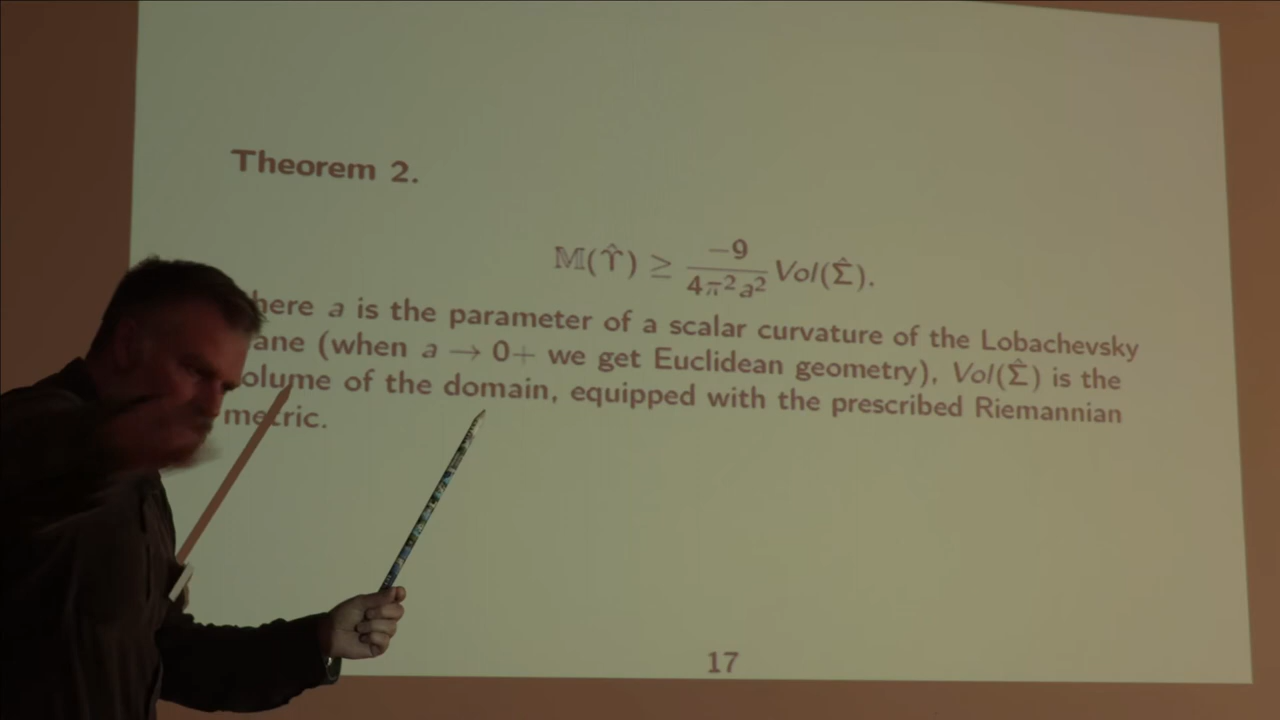 Theorem 2.
𝕄(Υ̂) ≥ −9/(4π²a²) Vol(Σ̂).
here a is the parameter of a scalar curvature of the Lobachevsky
ane (when a → 0+ we get Euclidean geometry), Vol(Σ̂) is the
olume of the domain, equipped with the prescribed Riemannian
metric.
17